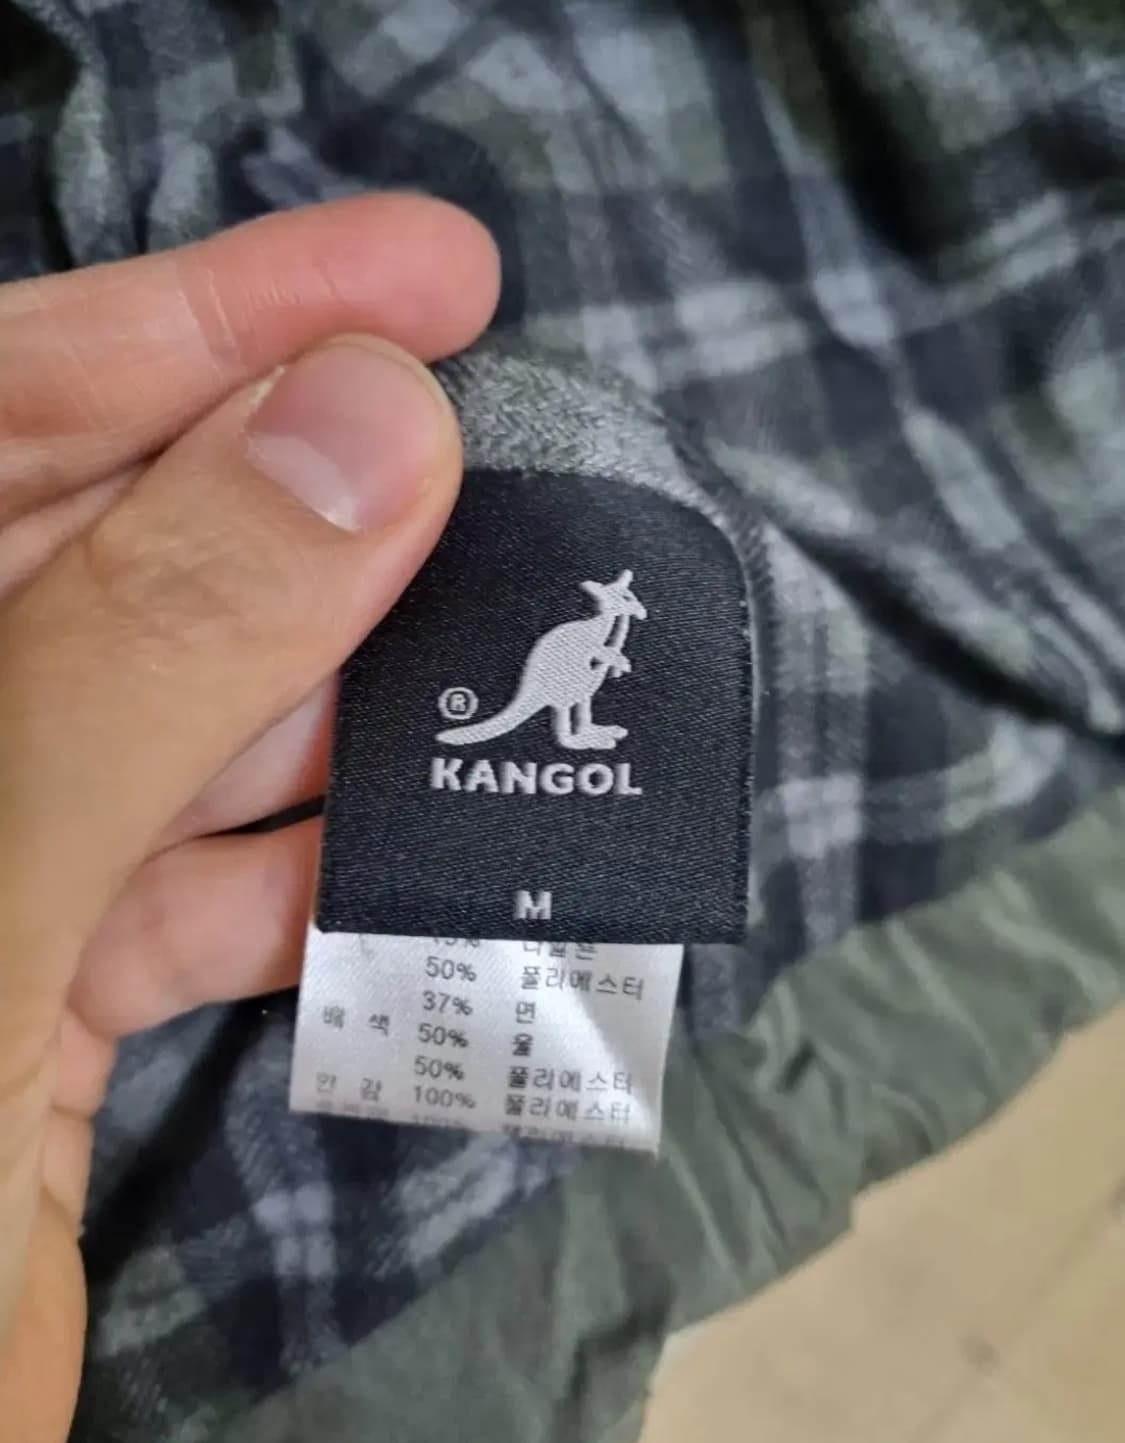 ®
KANGOL
M
50% 폴리에스터
37% 면
배 색 50% 울
50% 폴리에스터
안 감 100% 폴리에스터